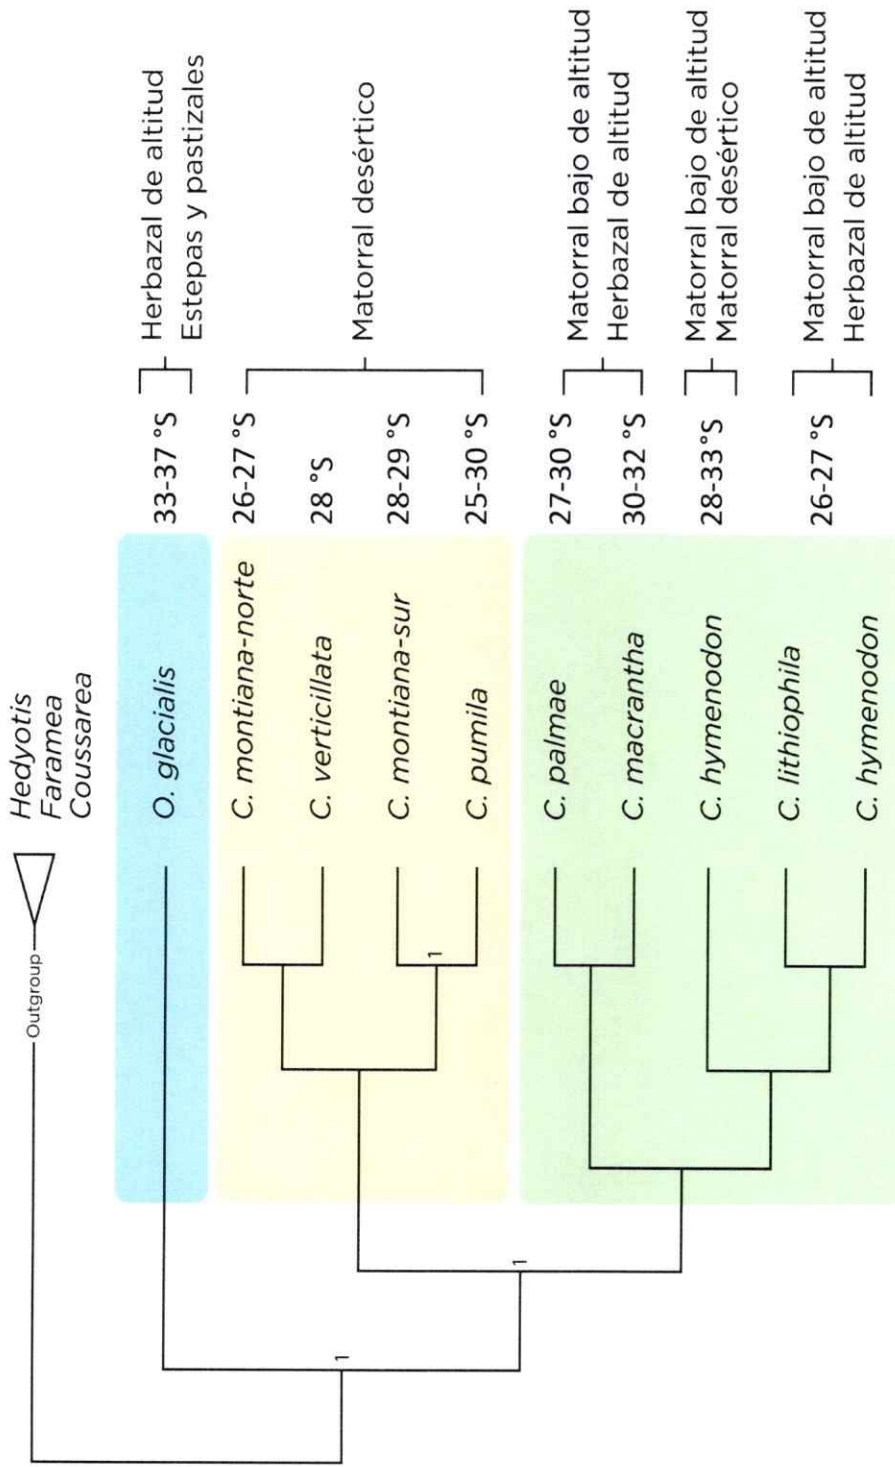 Hedyotis
Faramea
Coussarea
Outgroup
O. glacialis
33-37 °S
Herbazal de altitud
Estepas y pastizales
C. montiana-norte
26-27 °S
C. verticillata
28 °S
C. montiana-sur
28-29 °S
C. pumila
25-30 °S
Matorral desértico
C. palmae
27-30 °S
C. macrantha
30-32 °S
Matorral bajo de altitud
Herbazal de altitud
C. hymenodon
28-33 °S
Matorral bajo de altitud
Matorral desértico
C. lithiophila
C. hymenodon
26-27 °S
Matorral bajo de altitud
Herbazal de altitud
1
1
1